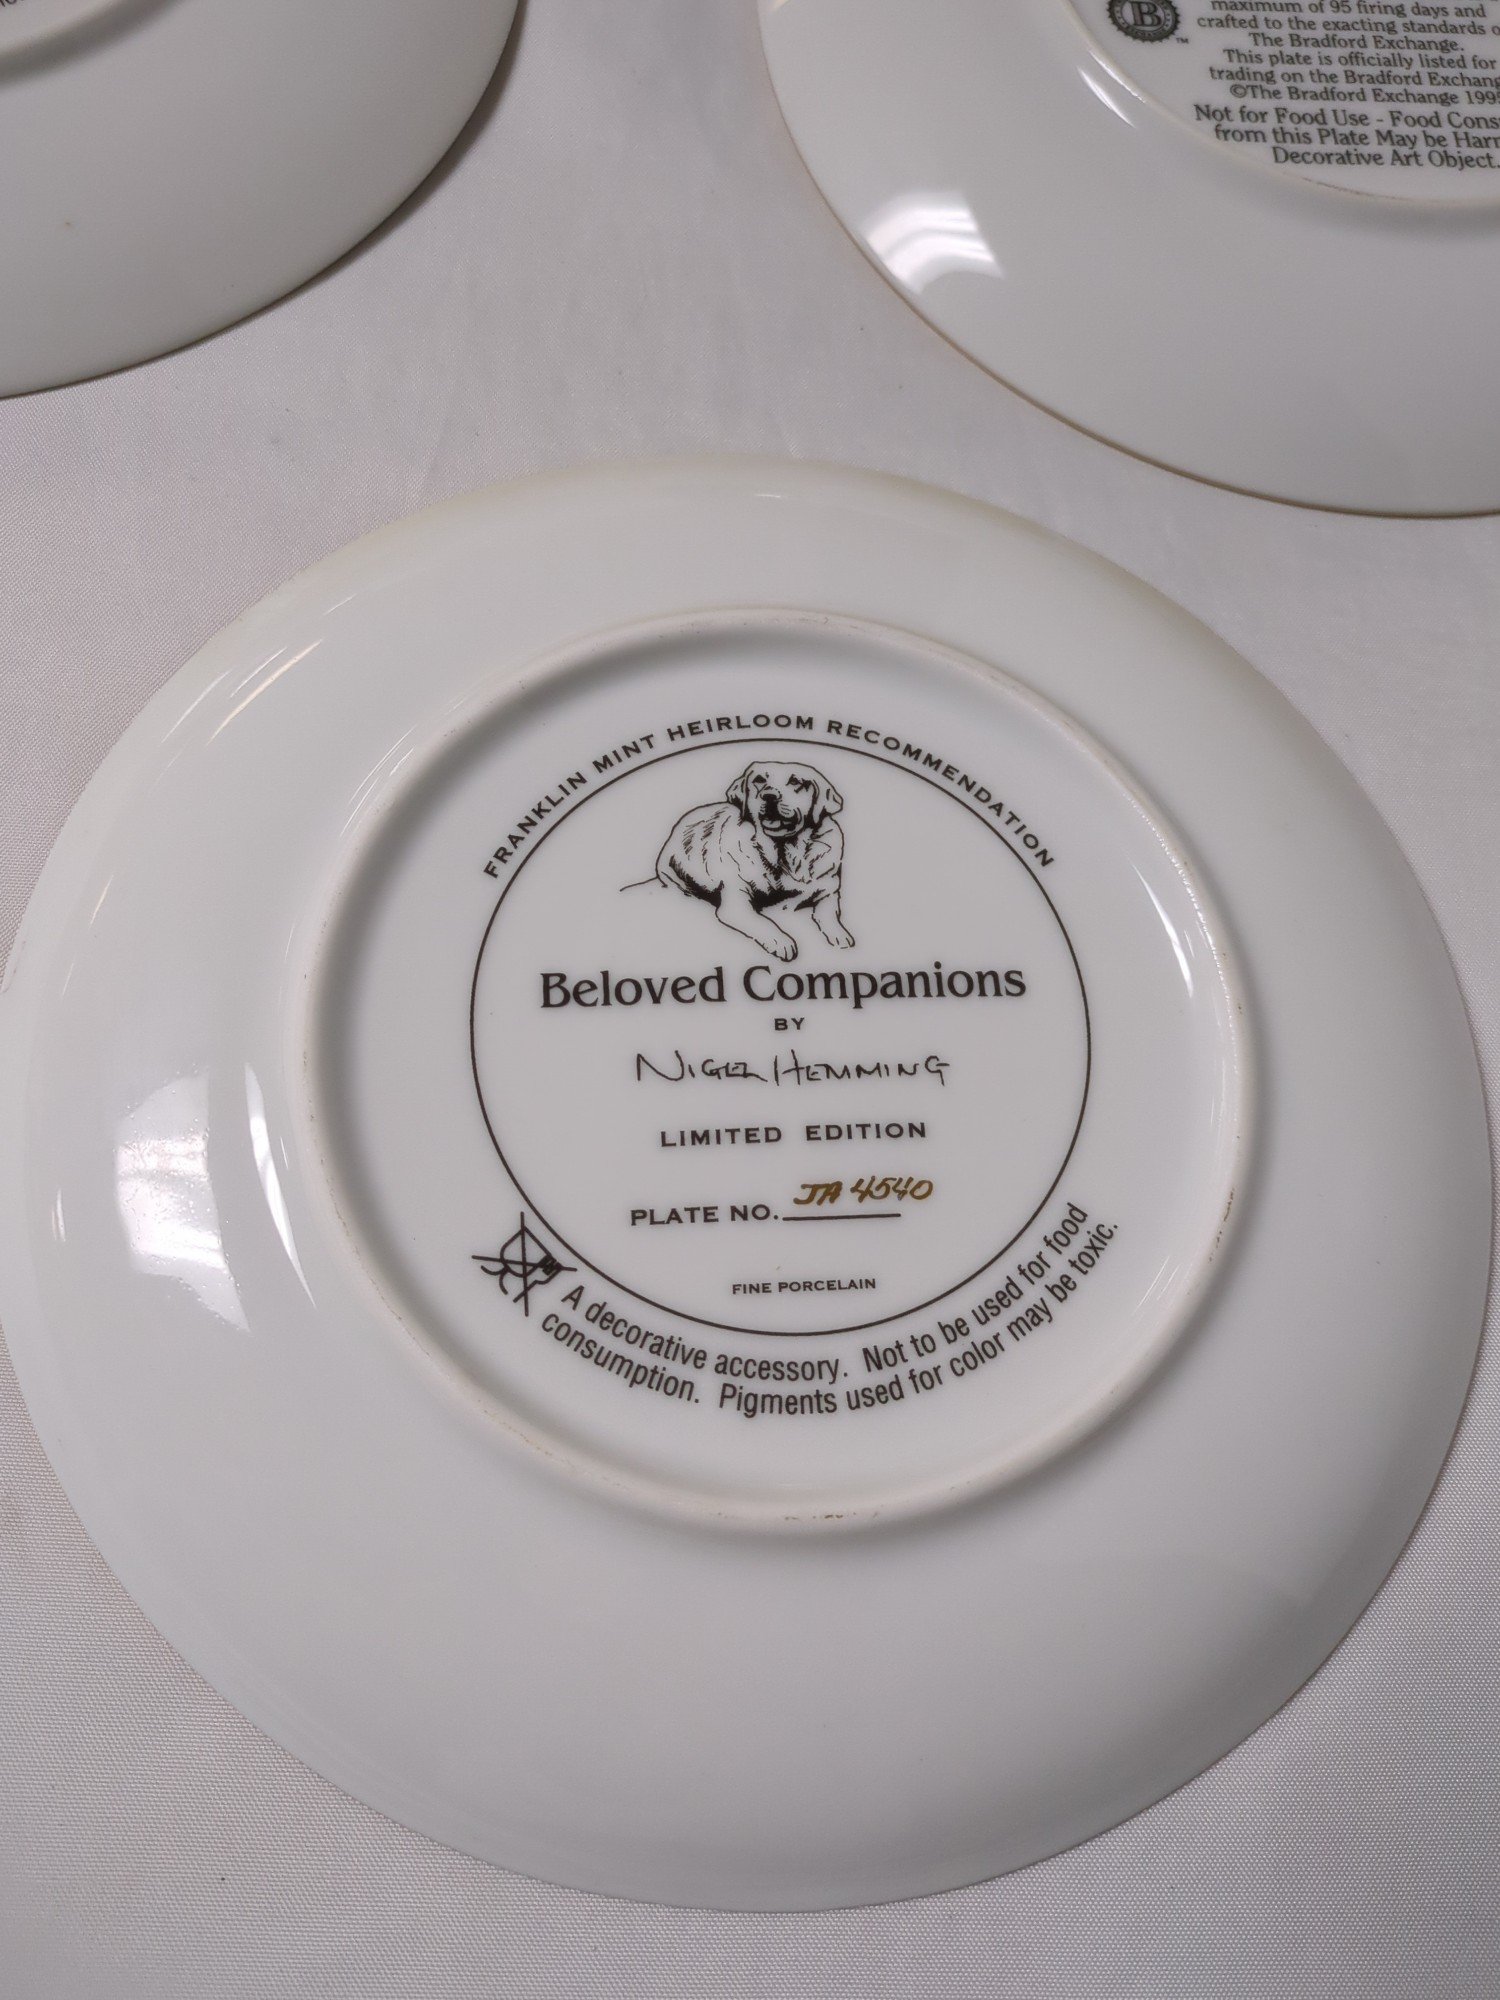 maximum of 95 firing days and
crafted to the exacting standards
The Bradford Exchange.
This plate is officially listed for
trading on the Bradford
©The Bradford Exchange
Not for Food Use - Food
from this Plate May be
Decorative Art Object.
B
™
FRANKLIN MINT HEIRLOOM RECOMMENDATION
Beloved Companions
BY
NIGEL HEMMING
LIMITED EDITION
PLATE NO. JA 4540
FINE PORCELAIN
A decorative accessory. Not to be used for food
consumption. Pigments used for color may be toxic.